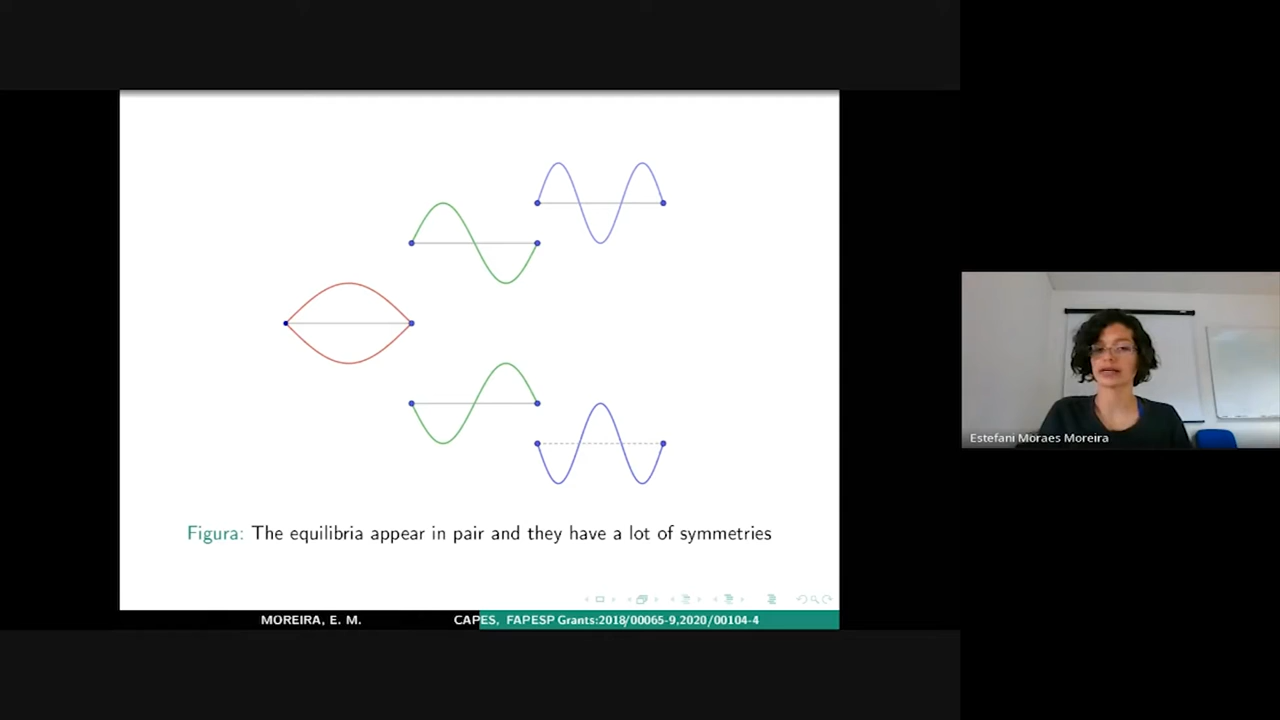 Figura: The equilibria appear in pair and they have a lot of symmetries
MOREIRA, E. M. CAPES, FAPESP Grants:2018/00065-9,2020/00104-4
Estefani Moraes Moreira